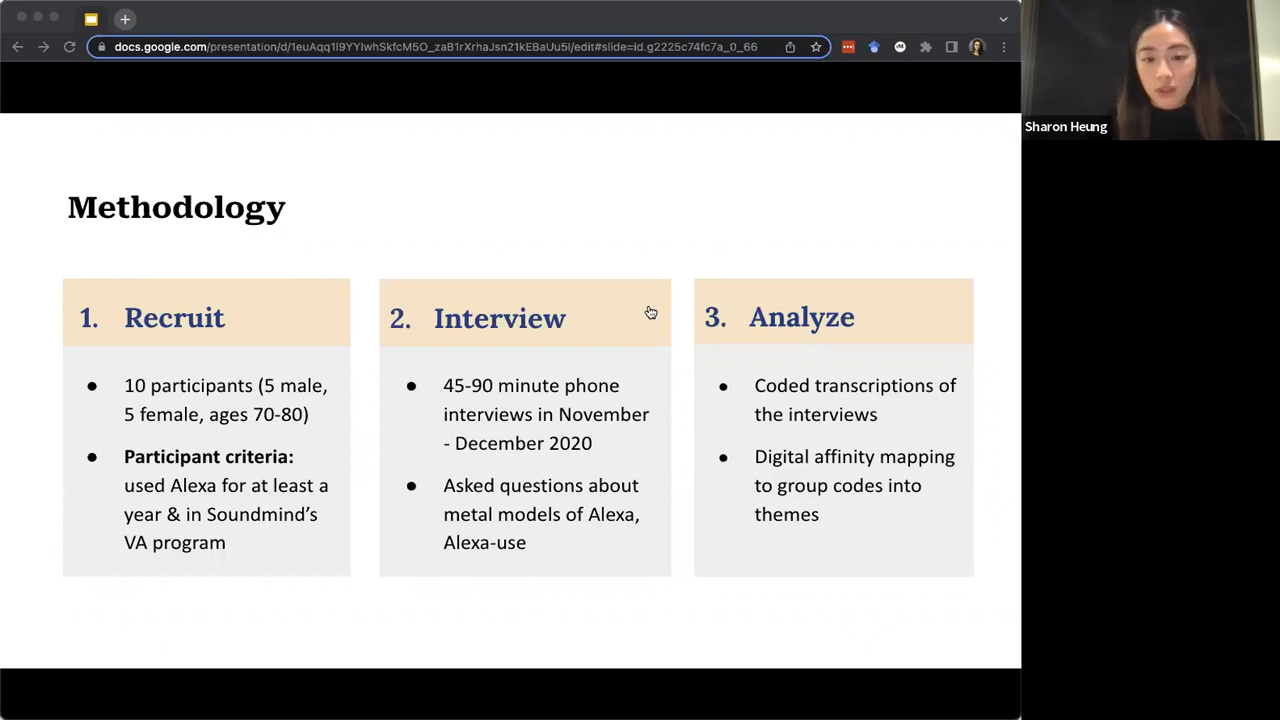 docs.google.com/presentation/d/1euAqq1l9YYlwhSkfcM5O_zaB1rXrhaJsn21kEBaUu5l/edit#slide=id.g2225c74fc7a_0_66
Sharon Heung
Methodology
1. Recruit
● 10 participants (5 male,
5 female, ages 70-80)
● Participant criteria:
used Alexa for at least a
year & in Soundmind's
VA program
2. Interview
● 45-90 minute phone
interviews in November
- December 2020
● Asked questions about
metal models of Alexa,
Alexa-use
3. Analyze
● Coded transcriptions of
the interviews
● Digital affinity mapping
to group codes into
themes